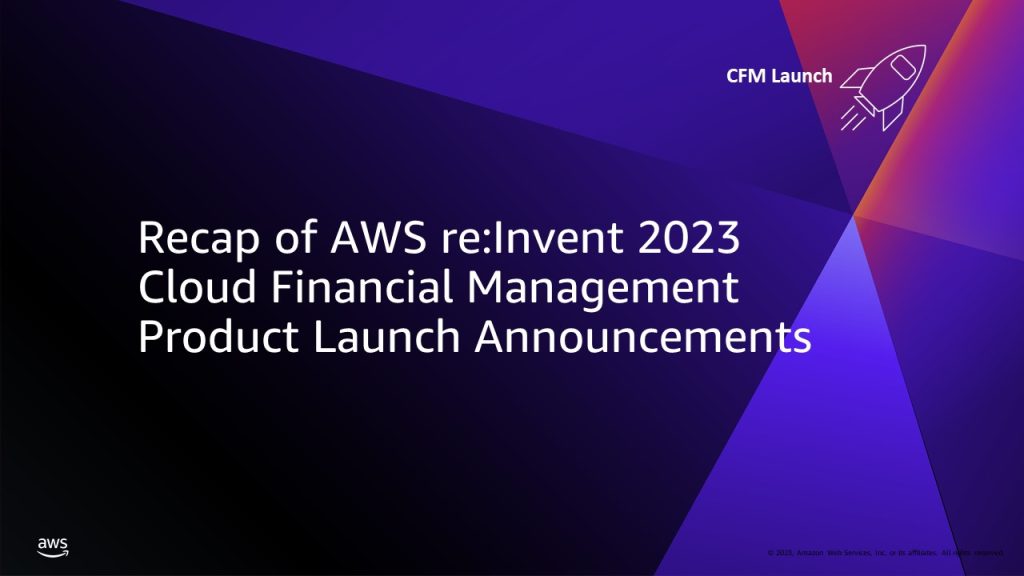 CFM Launch
Recap of AWS re:Invent 2023
Cloud Financial Management
Product Launch Announcements
aws
© 2023, Amazon Web Services, Inc. or its affiliates. All rights reserved.